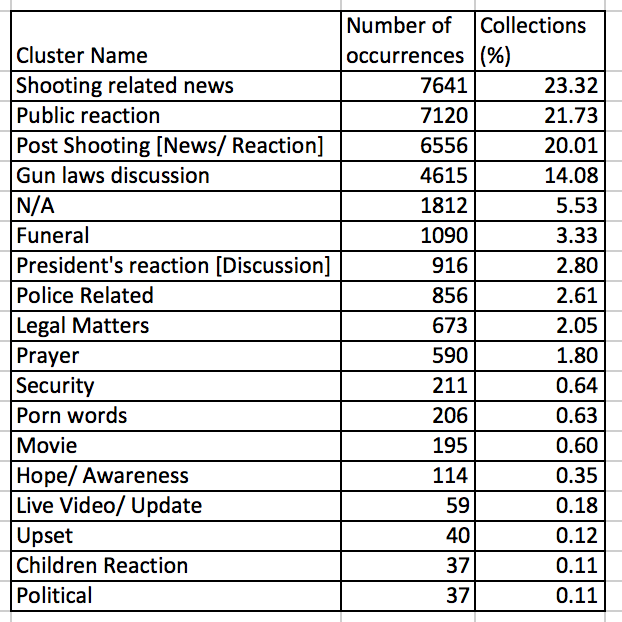 Cluster Name Number of occurrences Collections (%)
Shooting related news 7641 23.32
Public reaction 7120 21.73
Post Shooting [News/ Reaction] 6556 20.01
Gun laws discussion 4615 14.08
N/A 1812 5.53
Funeral 1090 3.33
President's reaction [Discussion] 916 2.80
Police Related 856 2.61
Legal Matters 673 2.05
Prayer 590 1.80
Security 211 0.64
Porn words 206 0.63
Movie 195 0.60
Hope/ Awareness 114 0.35
Live Video/ Update 59 0.18
Upset 40 0.12
Children Reaction 37 0.11
Political 37 0.11